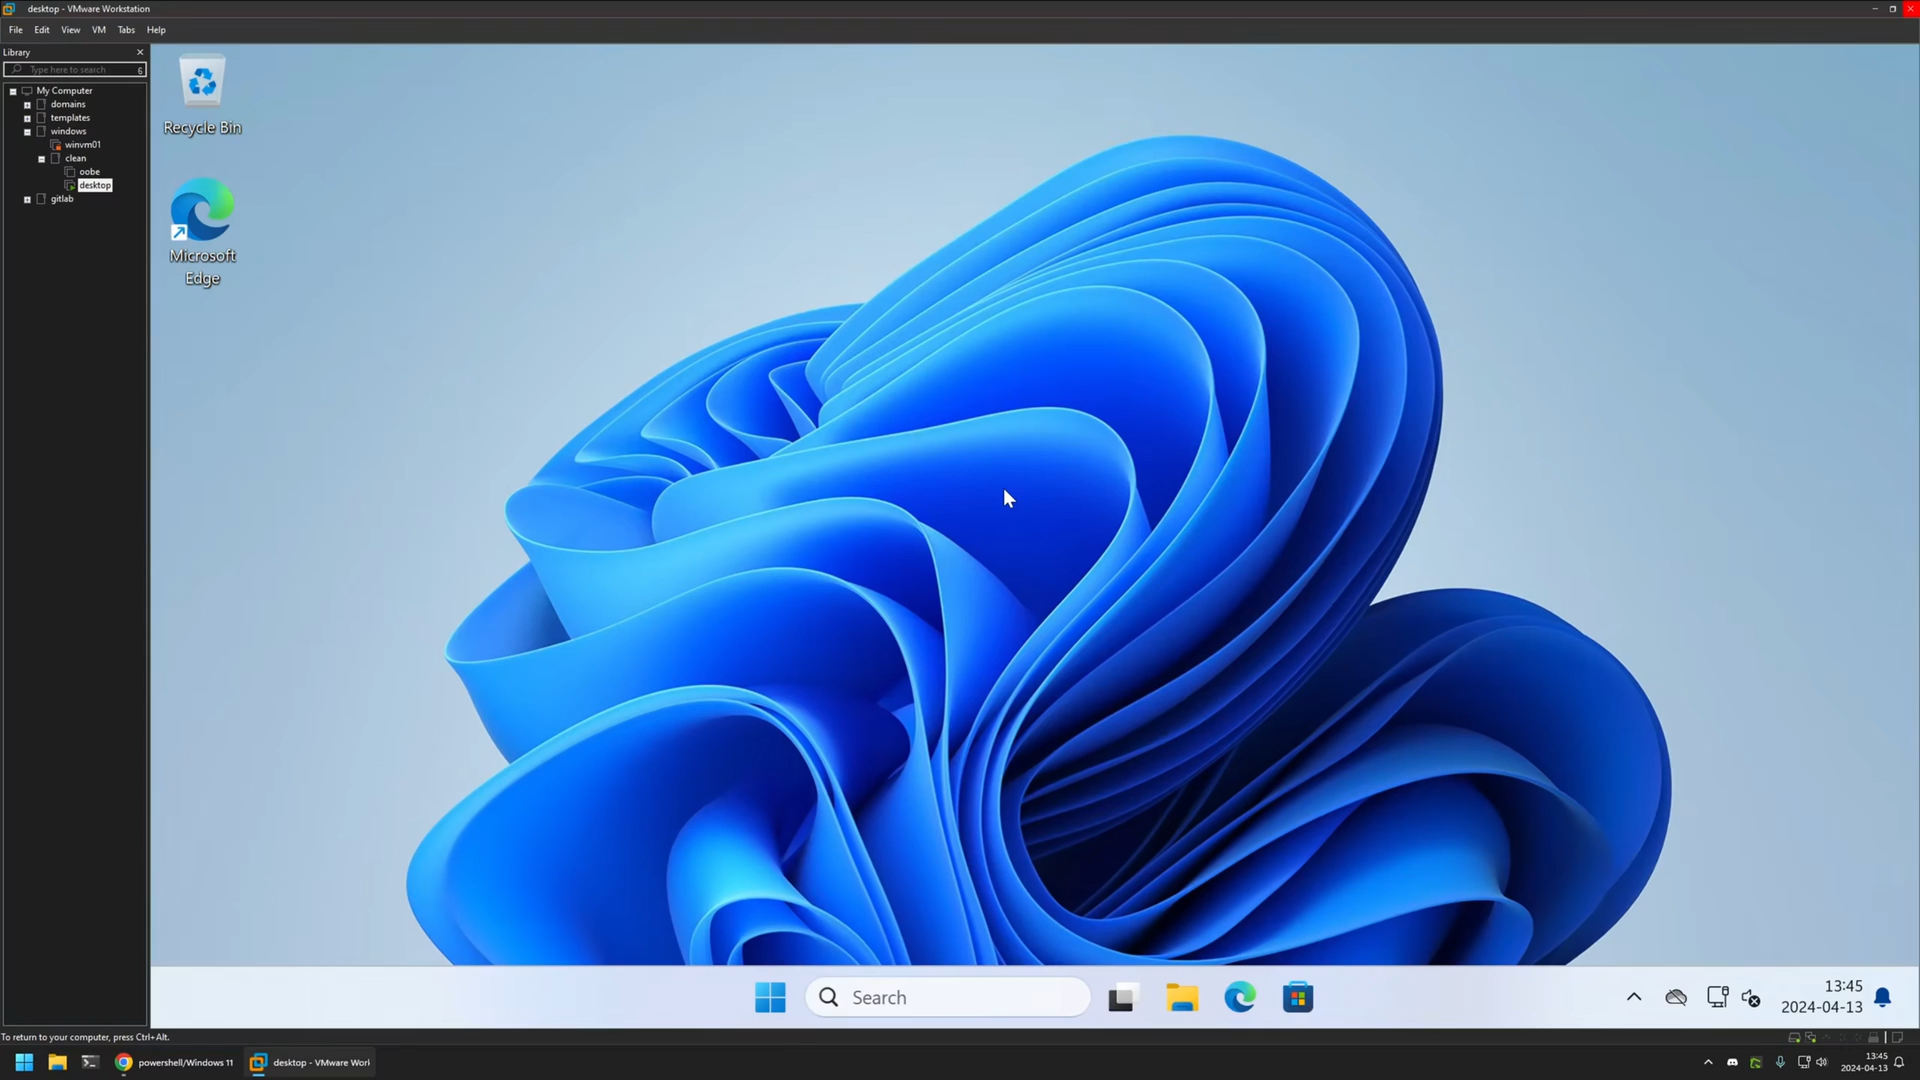 desktop - VMware Workstation
File Edit View VM Tabs Help
Library
Type here to search
My Computer
domains
templates
windows
winvm01
clean
oobe
desktop
gitlab
Recycle Bin
Microsoft
Edge
Search
13:45
2024-04-13
To return to your computer, press Ctrl+Alt.
powershell/Windows 11
desktop - VMware Worl
13:45
2024-04-13